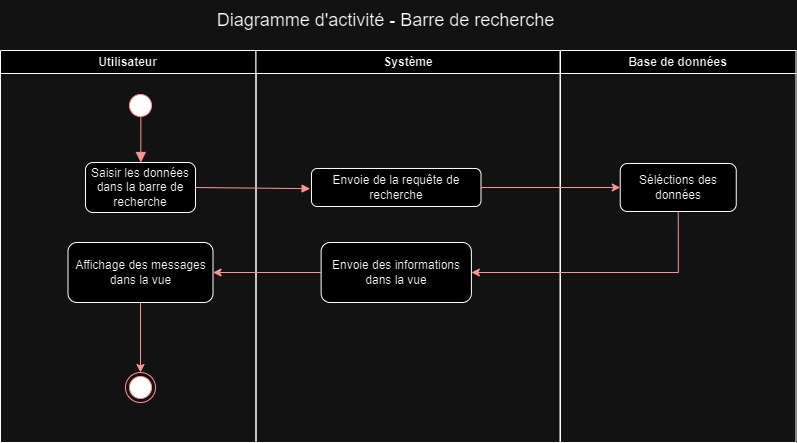 Diagramme d'activité - Barre de recherche
Utilisateur
Système
Base de données
Saisir les données
dans la barre de
recherche
Envoie de la requête de
recherche
Séléctions des
données
Affichage des messages
dans la vue
Envoie des informations
dans la vue